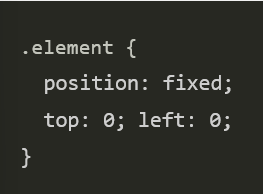 .element {
  position: fixed;
  top: 0; left: 0;
}